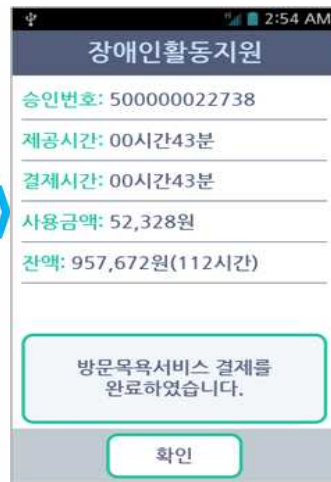 2:54 AM
장애인활동지원
승인번호: 500000022738
제공시간: 00시간43분
결제시간: 00시간43분
사용금액: 52,328원
잔액: 957,672원(112시간)
방문목욕서비스 결제를
완료하였습니다.
확인